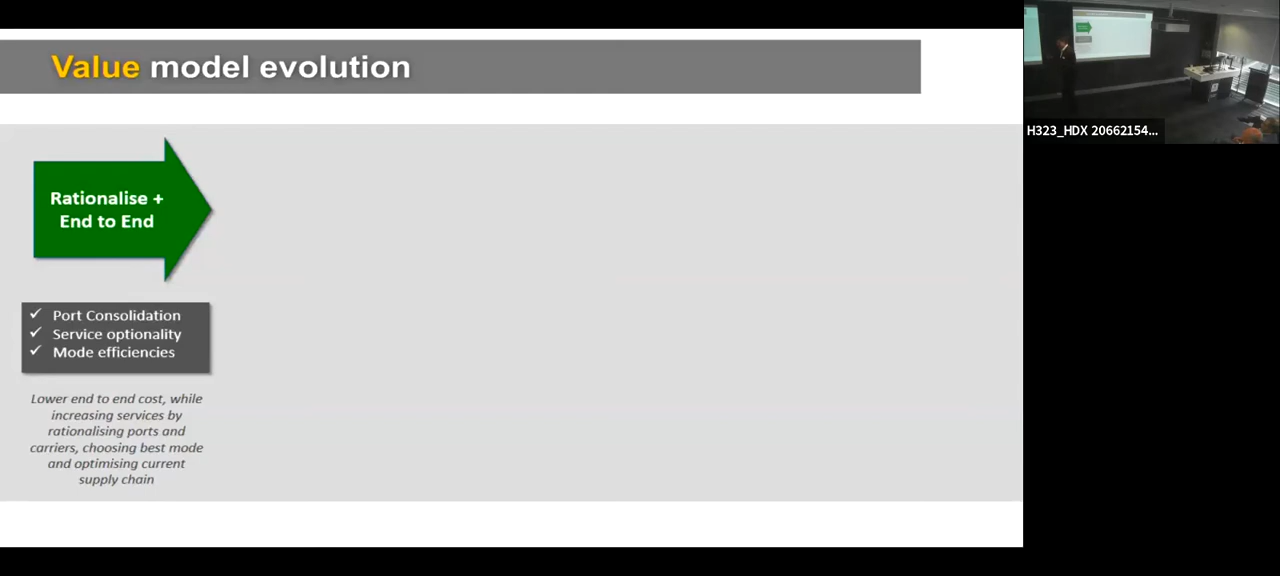 Value model evolution
Rationalise +
End to End
✓ Port Consolidation
✓ Service optionality
✓ Mode efficiencies
Lower end to end cost, while
increasing services by
rationalising ports and
carriers, choosing best mode
and optimising current
supply chain
H323_HDX 20662154...